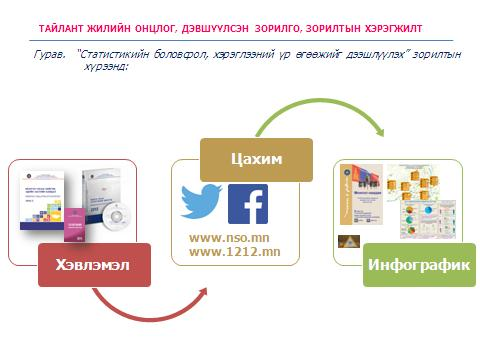 ТАЙЛАНТ ЖИЛИЙН ОНЦЛОГ, ДЭВШҮҮЛСЭН ЗОРИЛГО, ЗОРИЛТЫН ХЭРЭГЖИЛТ
Гурав. "Статистикийн боловсрол, хэрэглээний үр өгөөжийг дээшлүүлэх" зорилтын
хүрээнд:
Цахим
www.nso.mn
www.1212.mn
Хэвлэмэл
Инфографик